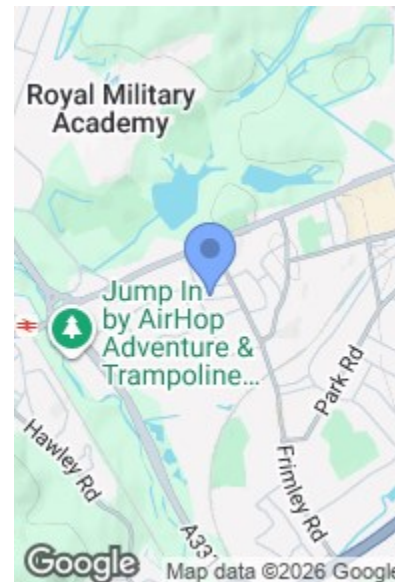 Royal Military
Academy
Jump In
by AirHop
Adventure &
Trampoline...
Hawley Rd
Park Rd
Frimley Rd
Google
Map data ©2026 Google